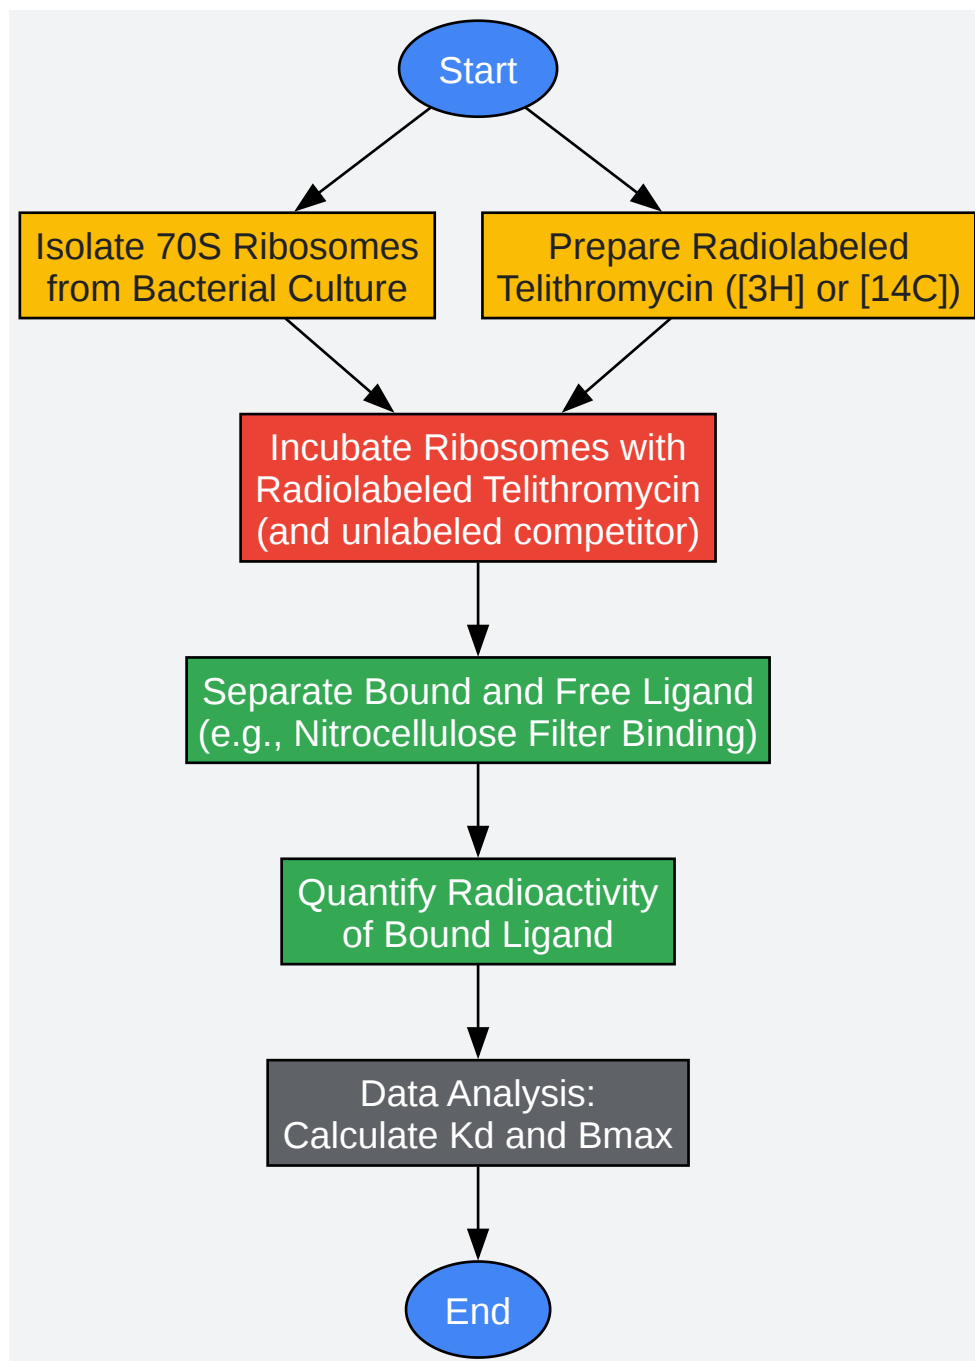 Start
Isolate 70S Ribosomes
from Bacterial Culture
Prepare Radiolabeled
Telithromycin ([3H] or [14C])
Incubate Ribosomes with
Radiolabeled Telithromycin
(and unlabeled competitor)
Separate Bound and Free Ligand
(e.g., Nitrocellulose Filter Binding)
Quantify Radioactivity
of Bound Ligand
Data Analysis:
Calculate Kd and Bmax
End